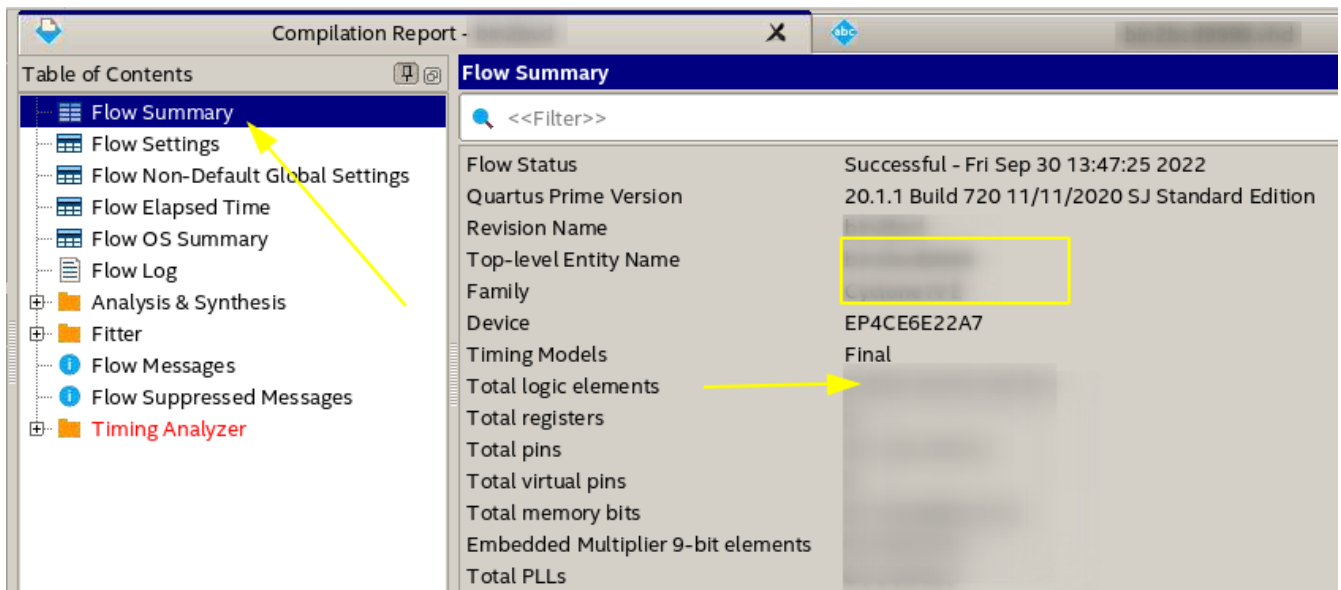 Compilation Report -
abc
Table of Contents
Flow Summary
Flow Settings
Flow Non-Default Global Settings
Flow Elapsed Time
Flow OS Summary
Flow Log
Analysis & Synthesis
Fitter
Flow Messages
Flow Suppressed Messages
Timing Analyzer
Flow Summary
<<Filter>>
Flow Status Successful - Fri Sep 30 13:47:25 2022
Quartus Prime Version 20.1.1 Build 720 11/11/2020 SJ Standard Edition
Revision Name
Top-level Entity Name
Family
Device EP4CE6E22A7
Timing Models Final
Total logic elements
Total registers
Total pins
Total virtual pins
Total memory bits
Embedded Multiplier 9-bit elements
Total PLLs